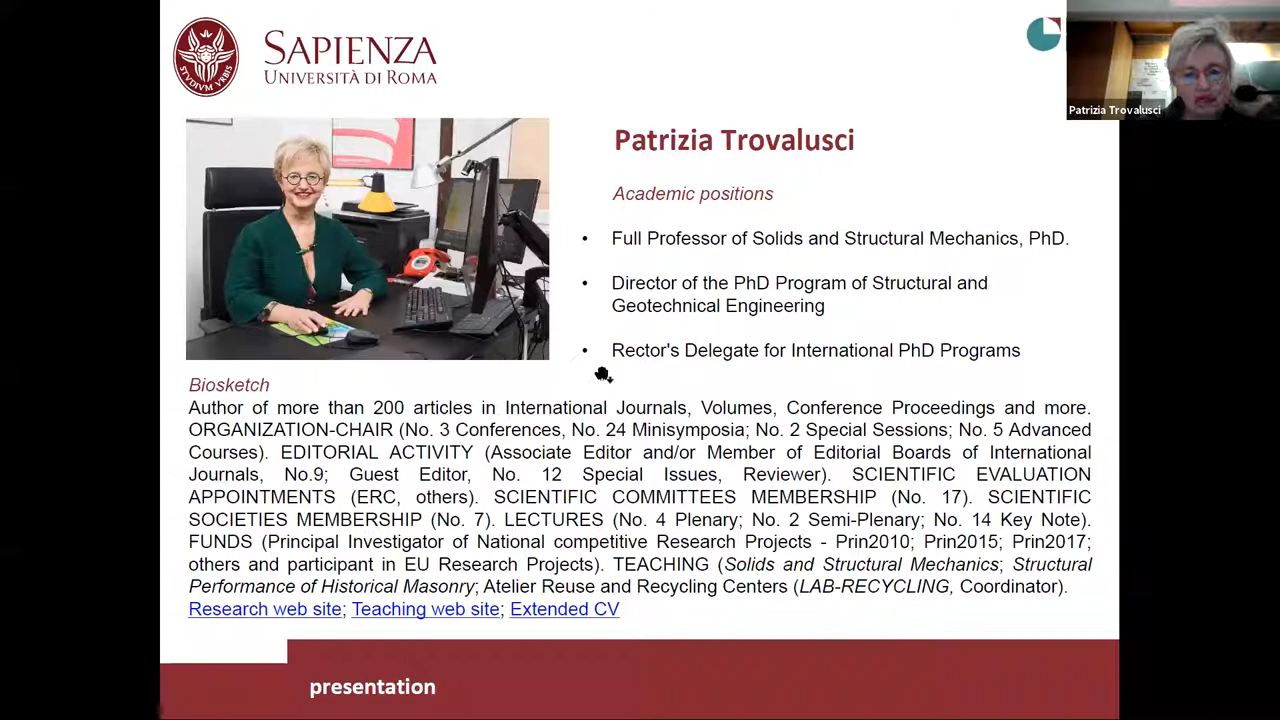 SAPIENZA
UNIVERSITÀ DI ROMA
STVDIVM VRBIS
Patrizia Trovalusci
Patrizia Trovalusci
Academic positions
• Full Professor of Solids and Structural Mechanics, PhD.
• Director of the PhD Program of Structural and
Geotechnical Engineering
• Rector's Delegate for International PhD Programs
Biosketch
Author of more than 200 articles in International Journals, Volumes, Conference Proceedings and more.
ORGANIZATION-CHAIR (No. 3 Conferences, No. 24 Minisymposia; No. 2 Special Sessions; No. 5 Advanced
Courses). EDITORIAL ACTIVITY (Associate Editor and/or Member of Editorial Boards of International
Journals, No.9; Guest Editor, No. 12 Special Issues, Reviewer). SCIENTIFIC EVALUATION
APPOINTMENTS (ERC, others). SCIENTIFIC COMMITTEES MEMBERSHIP (No. 17). SCIENTIFIC
SOCIETIES MEMBERSHIP (No. 7). LECTURES (No. 4 Plenary; No. 2 Semi-Plenary; No. 14 Key Note).
FUNDS (Principal Investigator of National competitive Research Projects - Prin2010; Prin2015; Prin2017;
others and participant in EU Research Projects). TEACHING (Solids and Structural Mechanics; Structural
Performance of Historical Masonry; Atelier Reuse and Recycling Centers (LAB-RECYCLING, Coordinator).
Research web site; Teaching web site; Extended CV
presentation